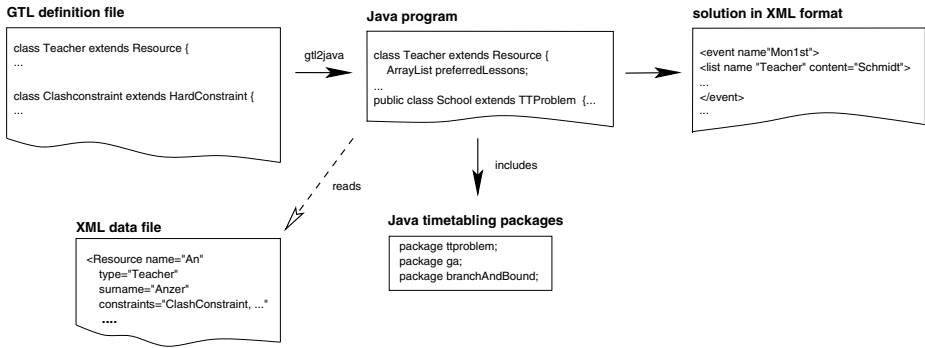 GTL definition file
class Teacher extends Resource {
...
class Clashconstraint extends HardConstraint {
...
gtl2java
Java program
class Teacher extends Resource {
ArrayList preferredLessons;
...
public class School extends TTProblem {...
solution in XML format
<event name"Mon1st">
<list name "Teacher" content="Schmidt">
...
</event>
...
reads
includes
XML data file
<Resource name="An"
type="Teacher"
surname="Anzer"
constraints="ClashConstraint, ..."
....
Java timetabling packages
package ttproblem;
package ga;
package branchAndBound;